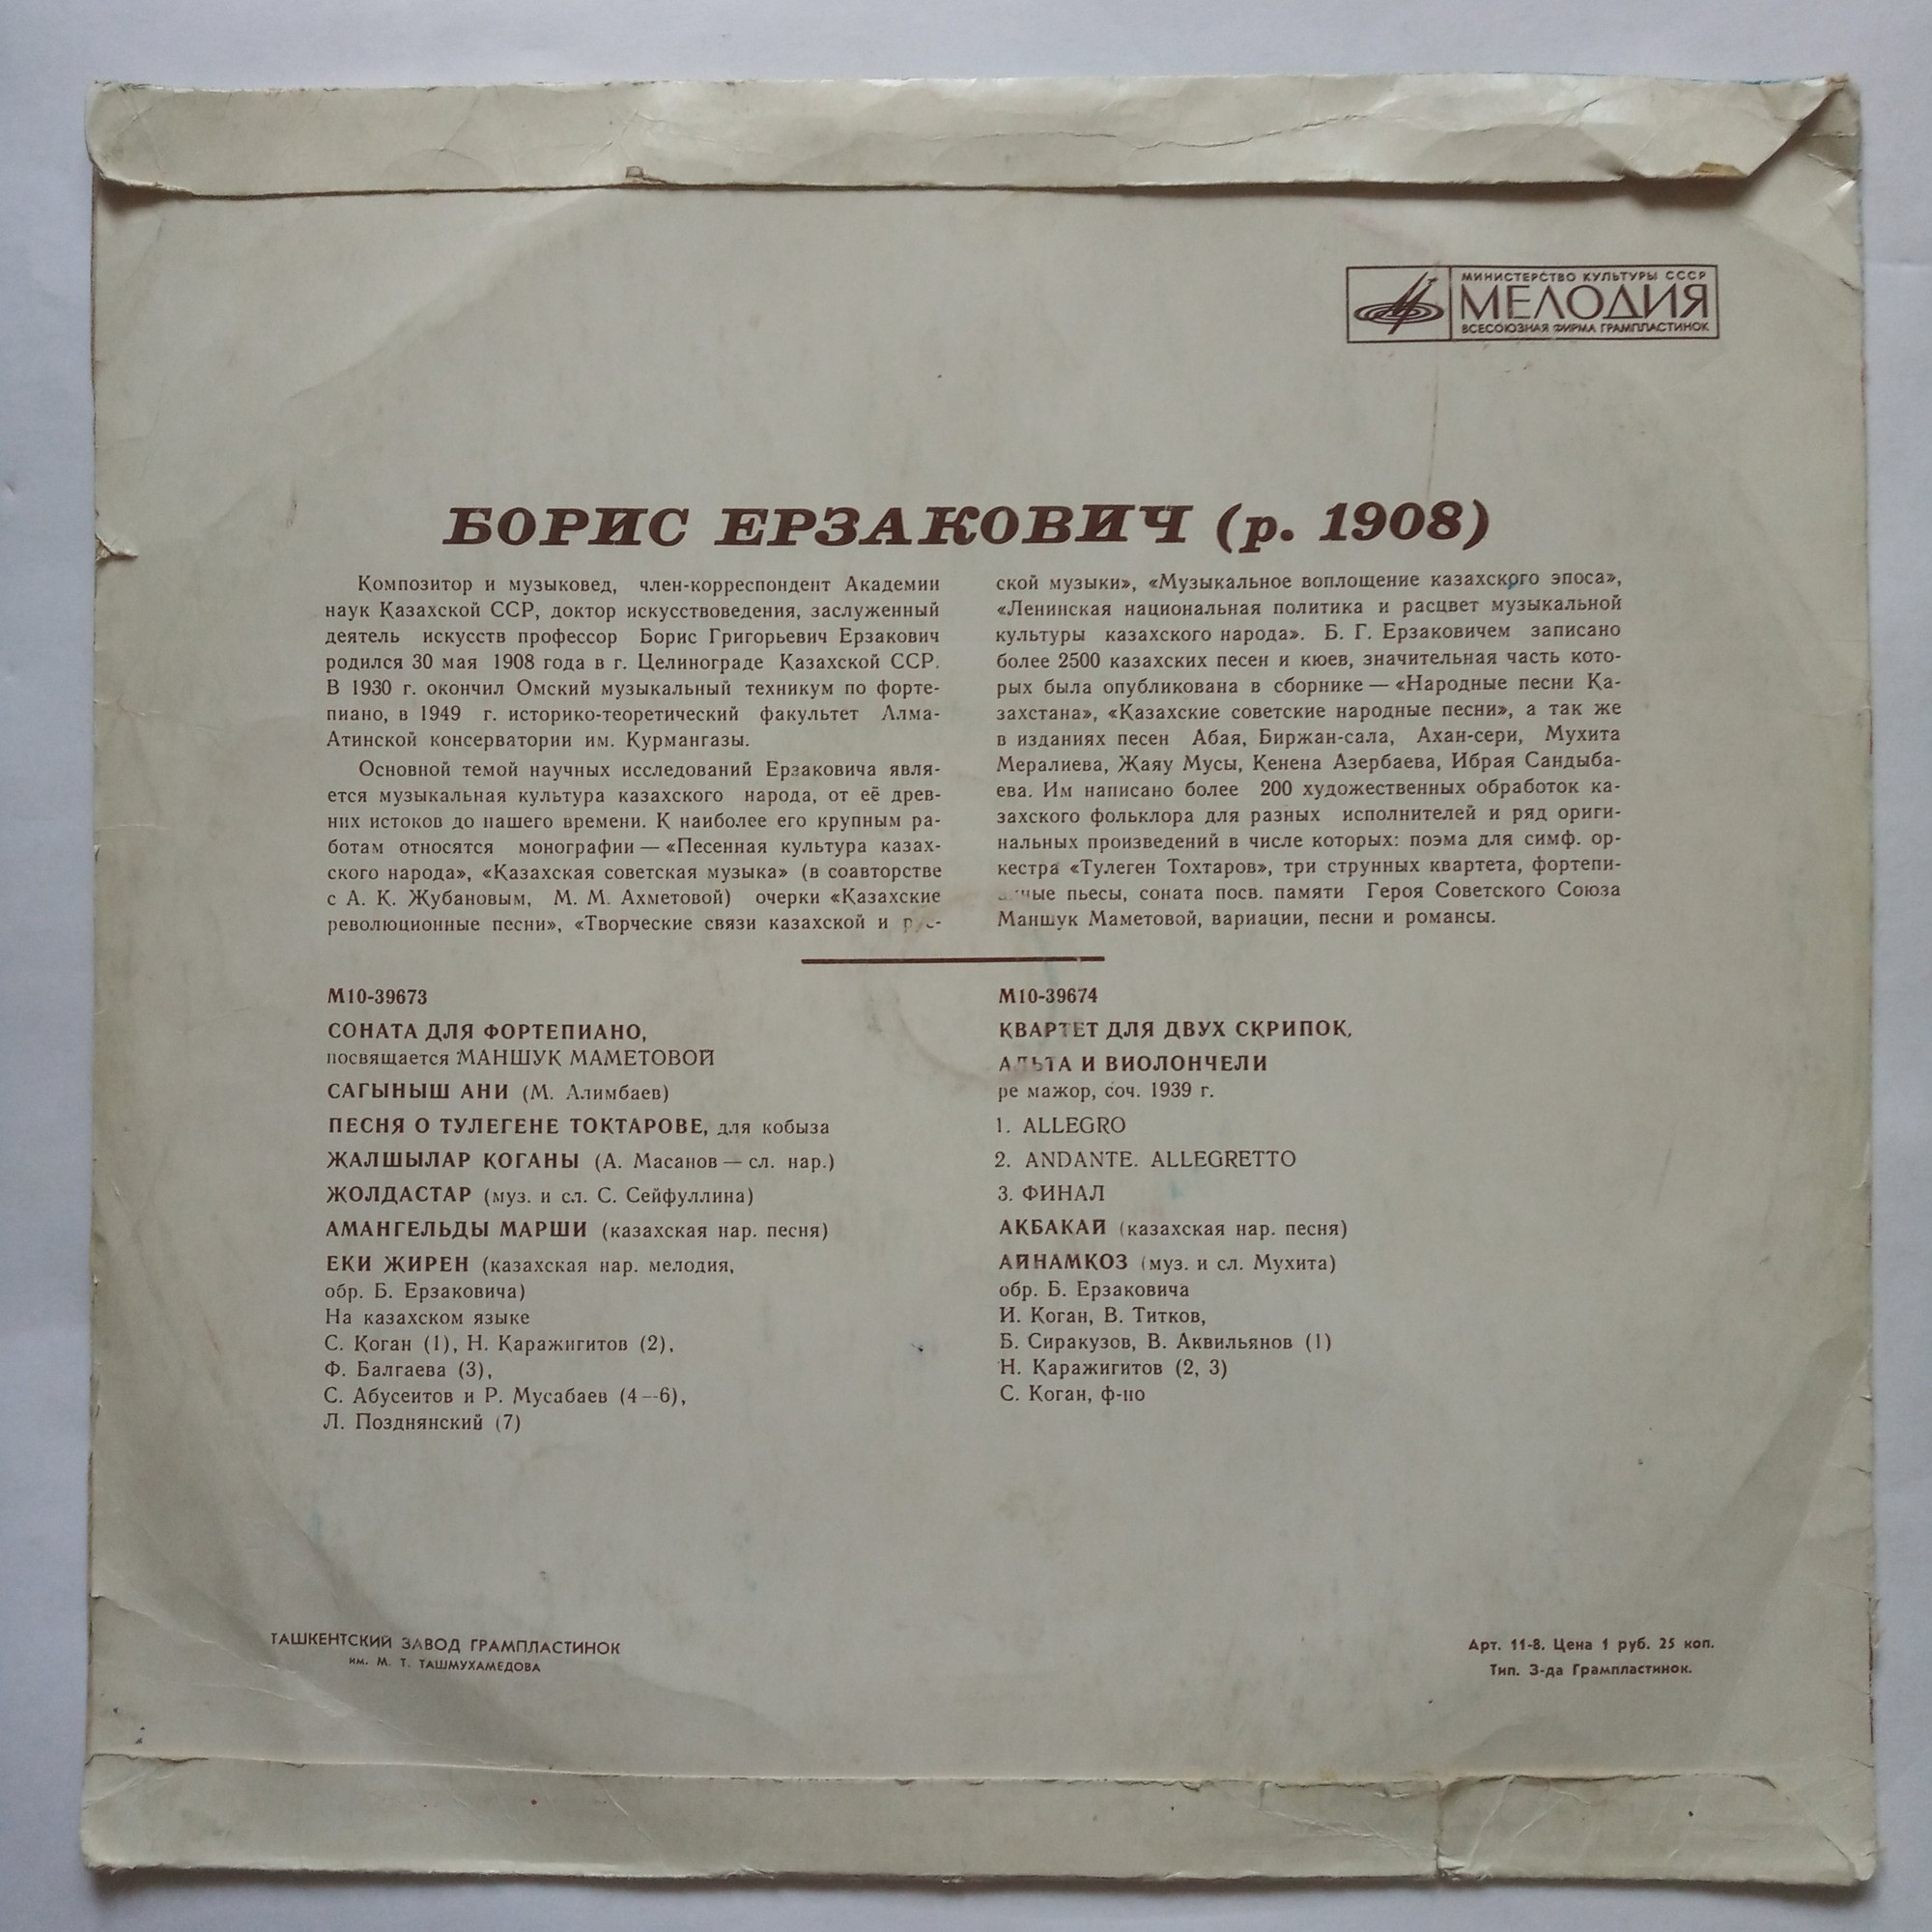 МИНИСТЕРСТВО КУЛЬТУРЫ СССР
МЕЛОДИЯ
ВСЕСОЮЗНАЯ ФИРМА ГРАМПЛАСТИНОК
БОРИС ЕРЗАКОВИЧ (р. 1908)
Композитор и музыковед, член-корреспондент Академии
наук Казахской ССР, доктор искусствоведения, заслуженный
деятель искусств профессор Борис Григорьевич Ерзакович
родился 30 мая 1908 года в г. Целинограде Казахской ССР.
В 1930 г. окончил Омский музыкальный техникум по форте-
пиано, в 1949 г. историко-теоретический факультет Алма-
Атинской консерватории им. Курмангазы.
Основной темой научных исследований Ерзаковича явля-
ется музыкальная культура казахского народа, от её древ-
них истоков до нашего времени. К наиболее его крупным ра-
ботам относятся монографии — «Песенная культура казах-
ского народа», «Казахская советская музыка» (в соавторстве
с А. К. Жубановым, М. М. Ахметовой) очерки «Казахские
революционные песни», «Творческие связи казахской и
ской музыки», «Музыкальное воплощение казахского эпоса»,
«Ленинская национальная политика и расцвет музыкальной
культуры казахского народа». Б. Г. Ерзаковичем записано
более 2500 казахских песен и кюев, значительная часть кото-
рых была опубликована в сборнике — «Народные песни Ка-
захстана», «Казахские советские народные песни», а так же
в изданиях песен Абая, Биржан-сала, Ахан-сери, Мухита
Мералиева, Жаяу Мусы, Кенена Азербаева, Ибрая Сандыба-
ева. Им написано более 200 художественных обработок ка-
захского фольклора для разных исполнителей и ряд ориги-
нальных произведений в числе которых: поэма для симф. ор-
кестра «Тулеген Тохтаров», три струнных квартета, фортепи-
пьесы, соната посв. памяти Героя Советского Союза
Маншук Маметовой, вариации, песни и романсы.
М10-39673
СОНАТА ДЛЯ ФОРТЕПИАНО,
посвящается МАНШУК МАМЕТОВОЙ
САГЫНЫШ АНИ (М. Алимбаев)
ПЕСНЯ О ТУЛЕГЕНЕ ТОКТАРОВЕ, для кобыза
ЖАЛШЫЛАР КОГАНЫ (А. Масанов — сл. нар.)
ЖОЛДАСТАР (муз. и сл. С. Сейфуллина)
АМАНГЕЛЬДЫ МАРШИ (казахская нар. песня)
ЕКИ ЖИРЕН (казахская нар. мелодия,
обр. Б. Ерзаковича)
На казахском языке
С. Коган (1), Н. Каражигитов (2),
Ф. Балгаева (3),
С. Абусеитов и Р. Мусабаев (4—6),
Л. Позднянский (7)
М10-39674
КВАРТЕТ ДЛЯ ДВУХ СКРИПОК,
АЛЬТА И ВИОЛОНЧЕЛИ
ре мажор, соч. 1939 г.
1. ALLEGRO
2. ANDANTE. ALLEGRETTO
3. ФИНАЛ
АКБАКАЙ (казахская нар. песня)
АЙНАМКОЗ (муз. и сл. Мухита)
обр. Б. Ерзаковича
И. Коган, В. Титков,
Б. Сиракузов, В. Аквильянов (1)
Н. Каражигитов (2, 3)
С. Коган, ф-но
ТАШКЕНТСКИЙ ЗАВОД ГРАМПЛАСТИНОК
им. М. Т. ТАШМУХАМЕДОВА
Арт. 11-8. Цена 1 руб. 25 коп.
Тип. З-да Грампластинок.